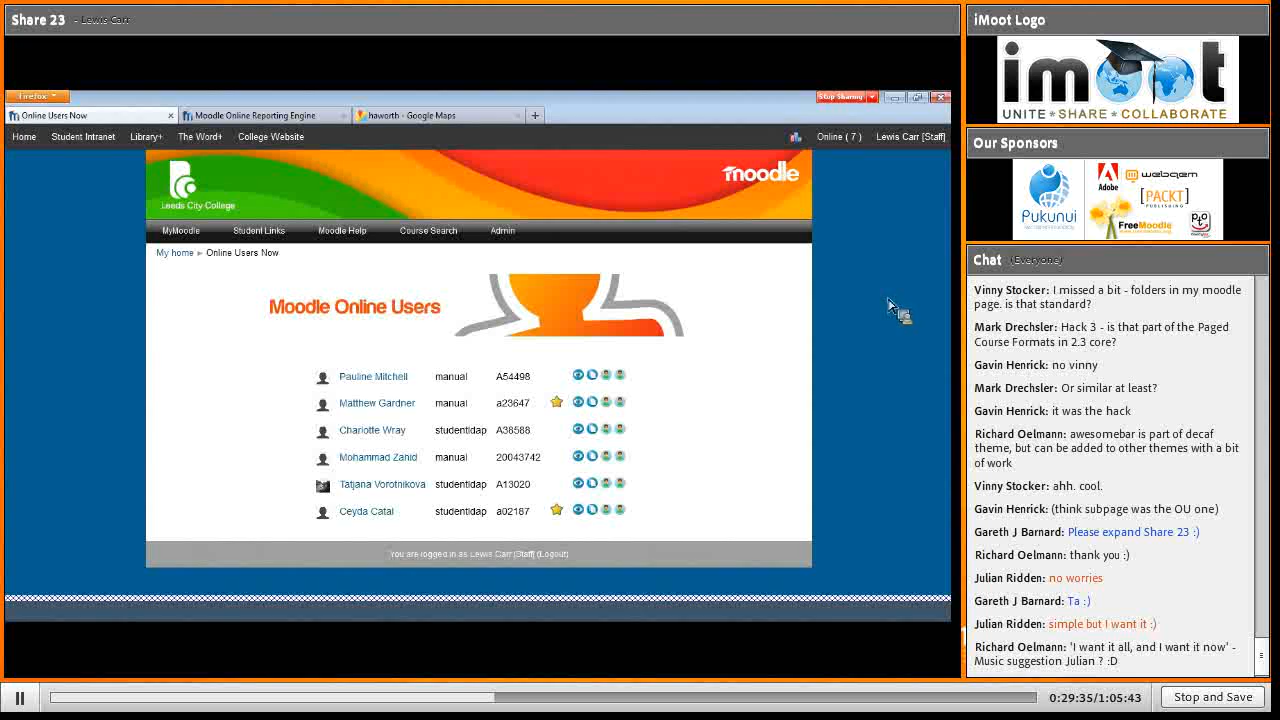 Share 23 - Lewis Carr
Firefox
Stop Sharing
Online Users Now
Moodle Online Reporting Engine
haworth - Google Maps
Home Student Intranet Library+ The Word+ College Website Online ( 7 ) Lewis Carr [Staff]
Leeds City College
moodle
MyMoodle Student Links Moodle Help Course Search Admin
My home ► Online Users Now
Moodle Online Users
Pauline Mitchell manual A54498
Matthew Gardner manual a23647
Charlotte Wray studentldap A38588
Mohammad Zahid manual 20043742
Tatjana Vorotnikova studentldap A13020
Ceyda Catal studentldap a02187
You are logged in as Lewis Carr [Staff] (Logout)
iMoot Logo
imoot
UNITE*SHARE*COLLABORATE
Our Sponsors
Pukunui
Adobe
webqem
[PACKT]
PUBLISHING
FreeMoodle
Chat (Everyone)
Vinny Stocker: I missed a bit - folders in my moodle
page. is that standard?
Mark Drechsler: Hack 3 - is that part of the Paged
Course Formats in 2.3 core?
Gavin Henrick: no vinny
Mark Drechsler: Or similar at least?
Gavin Henrick: it was the hack
Richard Oelmann: awesomebar is part of decaf
theme, but can be added to other themes with a bit
of work
Vinny Stocker: ahh. cool.
Gavin Henrick: (think subpage was the OU one)
Gareth J Barnard: Please expand Share 23 :)
Richard Oelmann: thank you :)
Julian Ridden: no worries
Gareth J Barnard: Ta :)
Julian Ridden: simple but I want it :)
Richard Oelmann: 'I want it all, and I want it now' -
Music suggestion Julian ? :D
0:29:35/1:05:43
Stop and Save